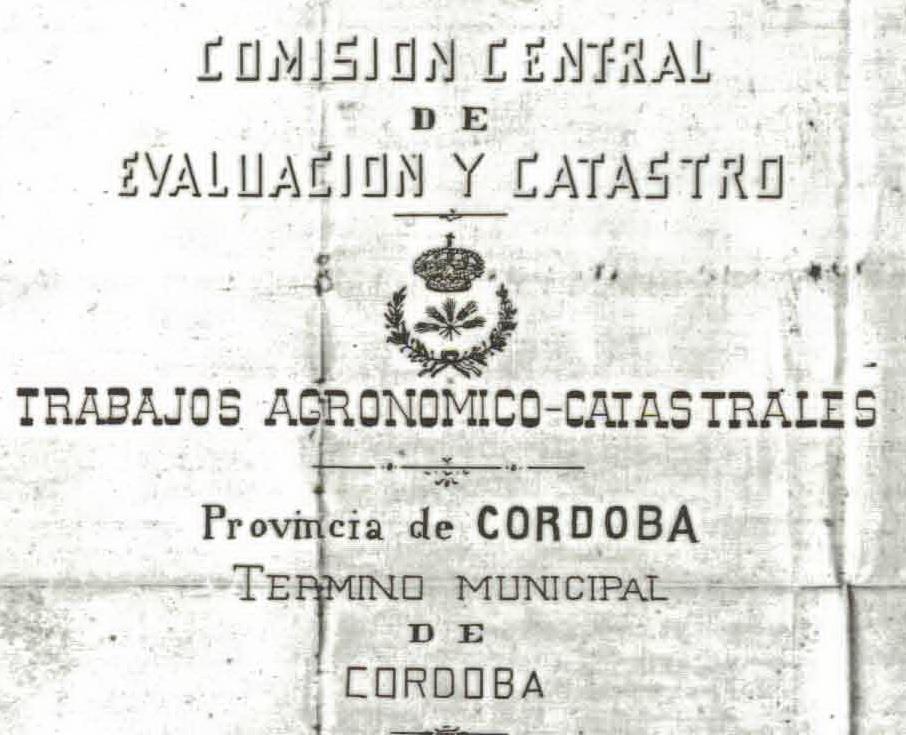 COMISION CENTRAL
DE
EVALUACION Y CATASTRO
TRABAJOS AGRONOMICO-CATASTRALES
Provincia de CORDOBA
TERMINO MUNICIPAL
DE
CORDOBA